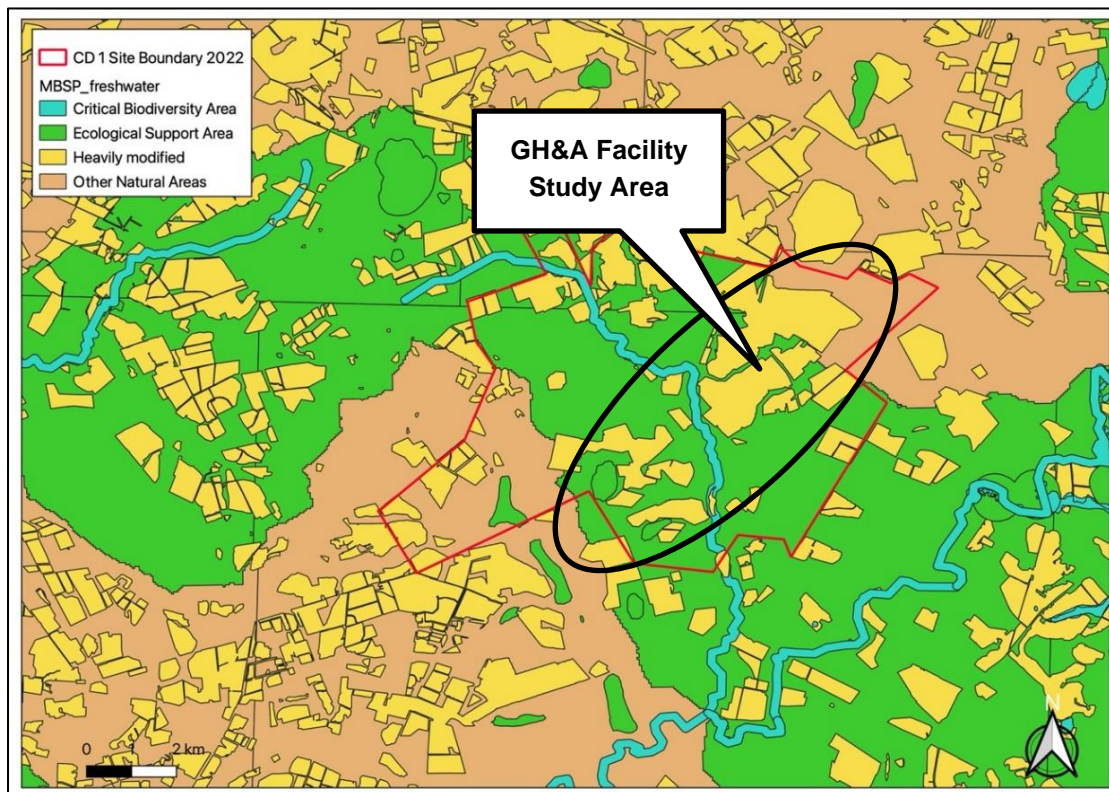 CD 1 Site Boundary 2022
MBSP_freshwater
Critical Biodiversity Area
Ecological Support Area
Heavily modified
Other Natural Areas
GH&A Facility
Study Area
0 1 2 km
N